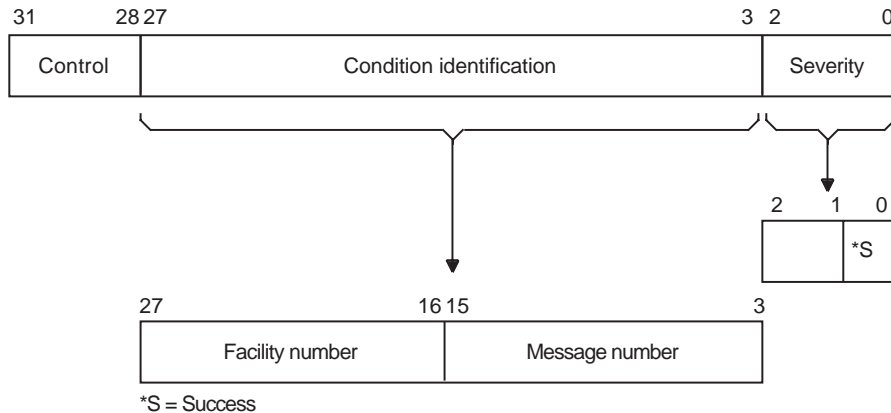 31 28 27 3 2 0
Control Condition identification Severity
2 1 0
*S
27 16 15 3
Facility number Message number
*S = Success